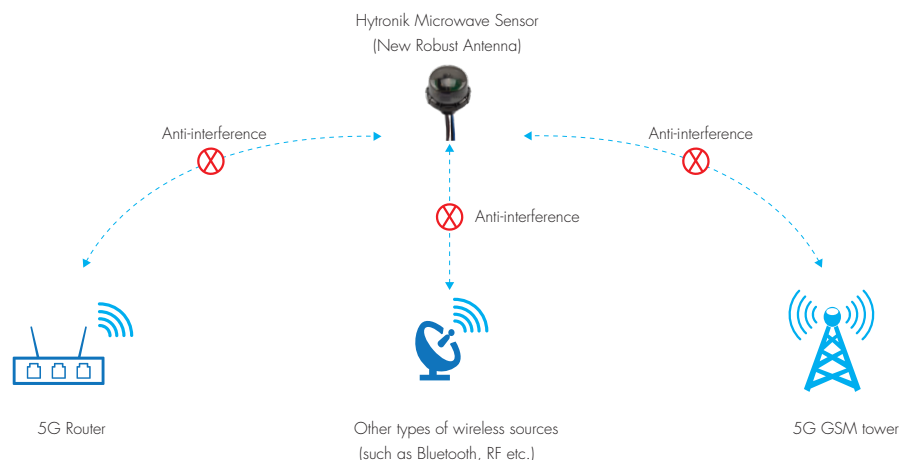 Hytronik Microwave Sensor
(New Robust Antenna)
Anti-interference
Anti-interference
Anti-interference
5G Router
Other types of wireless sources
(such as Bluetooth, RF etc.)
5G GSM tower